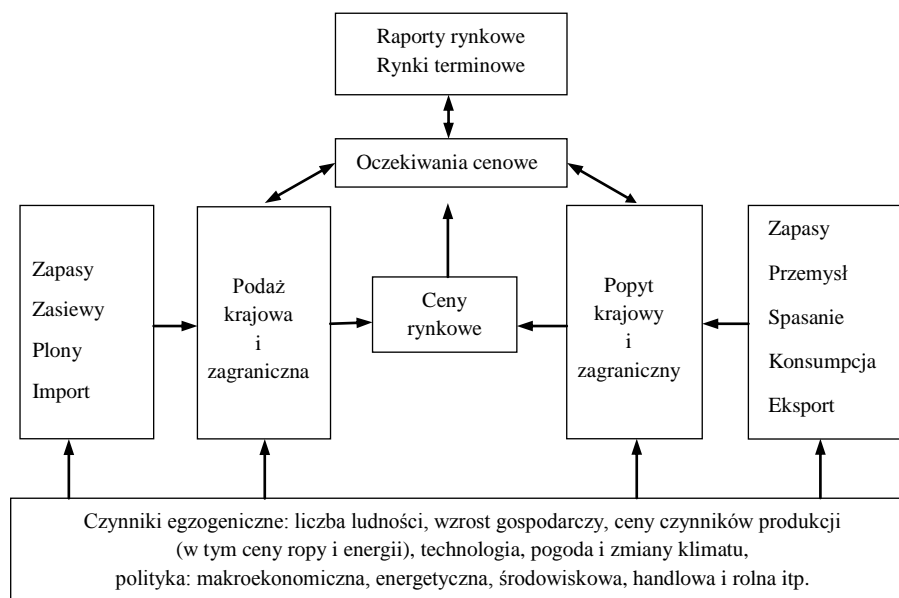 Raporty rynkowe
Rynki terminowe
Oczekiwania cenowe
Zapasy
Zasiewy
Plony
Import
Podaż
krajowa
i
zagraniczna
Ceny
rynkowe
Popyt
krajowy
i
zagraniczny
Zapasy
Przemysł
Spasanie
Konsumpcja
Eksport
Czynniki egzogeniczne: liczba ludności, wzrost gospodarczy, ceny czynników produkcji
(w tym ceny ropy i energii), technologia, pogoda i zmiany klimatu,
polityka: makroekonomiczna, energetyczna, środowiskowa, handlowa i rolna itp.